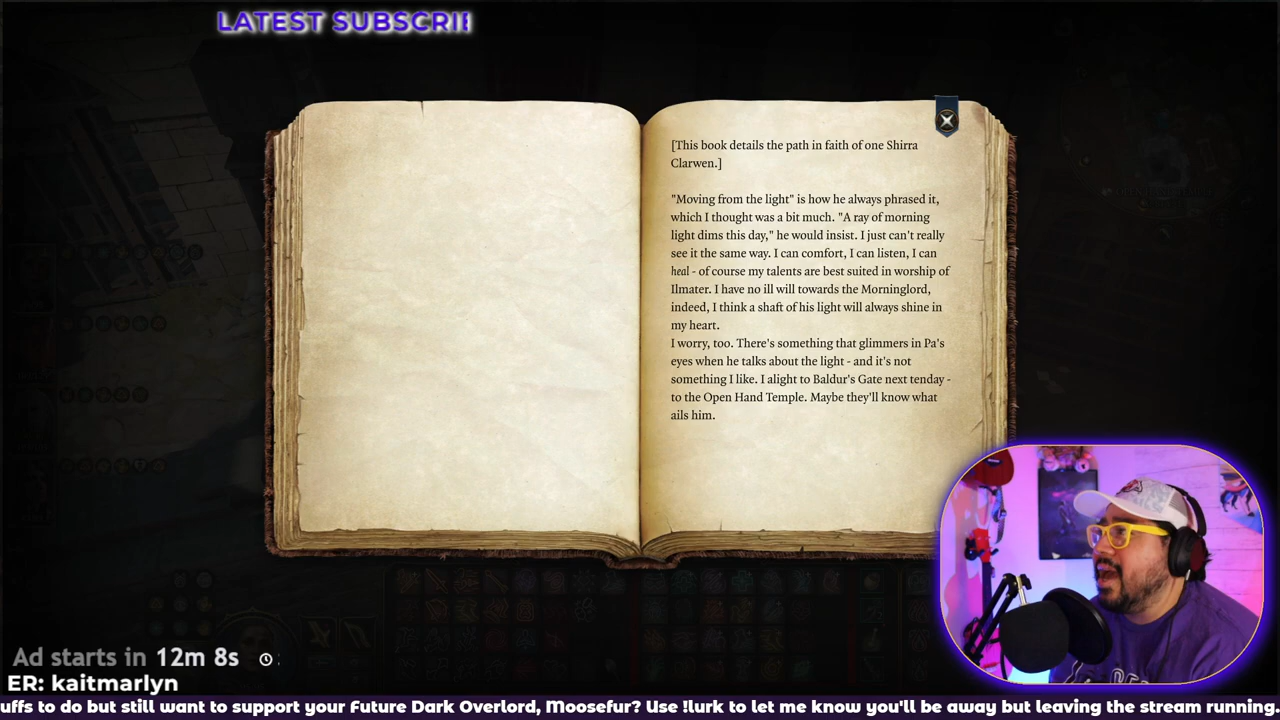 LATEST SUBSCRI
[This book details the path in faith of one Shirra
Clarwen.]
"Moving from the light" is how he always phrased it,
which I thought was a bit much. "A ray of morning
light dims this day," he would insist. I just can't really
see it the same way. I can comfort, I can listen, I can
heal - of course my talents are best suited in worship of
Ilmater. I have no ill will towards the Morninglord,
indeed, I think a shaft of his light will always shine in
my heart.
I worry, too. There's something that glimmers in Pa's
eyes when he talks about the light - and it's not
something I like. I alight to Baldur's Gate next tenday -
to the Open Hand Temple. Maybe they'll know what
ails him.
Ad starts in 12m 8s
ER: kaitmarlyn
uffs to do but still want to support your Future Dark Overlord, Moosefur? Use !lurk to let me know you'll be away but leaving the stream running.